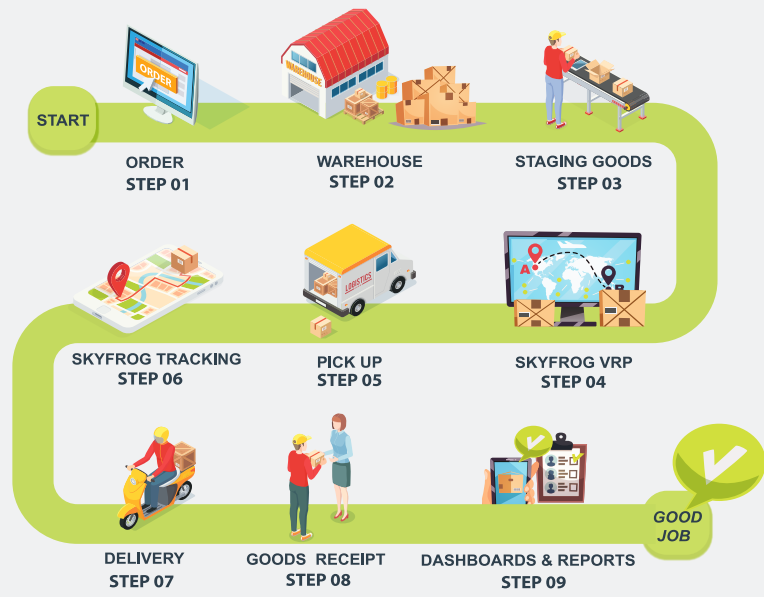 START
ORDER
WAREHOUSE
ORDER
STEP 01
WAREHOUSE
STEP 02
STAGING GOODS
STEP 03
SKYFROG TRACKING
STEP 06
LOGISTICS
PICK UP
STEP 05
A
B
SKYFROG VRP
STEP 04
DELIVERY
STEP 07
GOODS RECEIPT
STEP 08
DASHBOARDS & REPORTS
STEP 09
GOOD
JOB